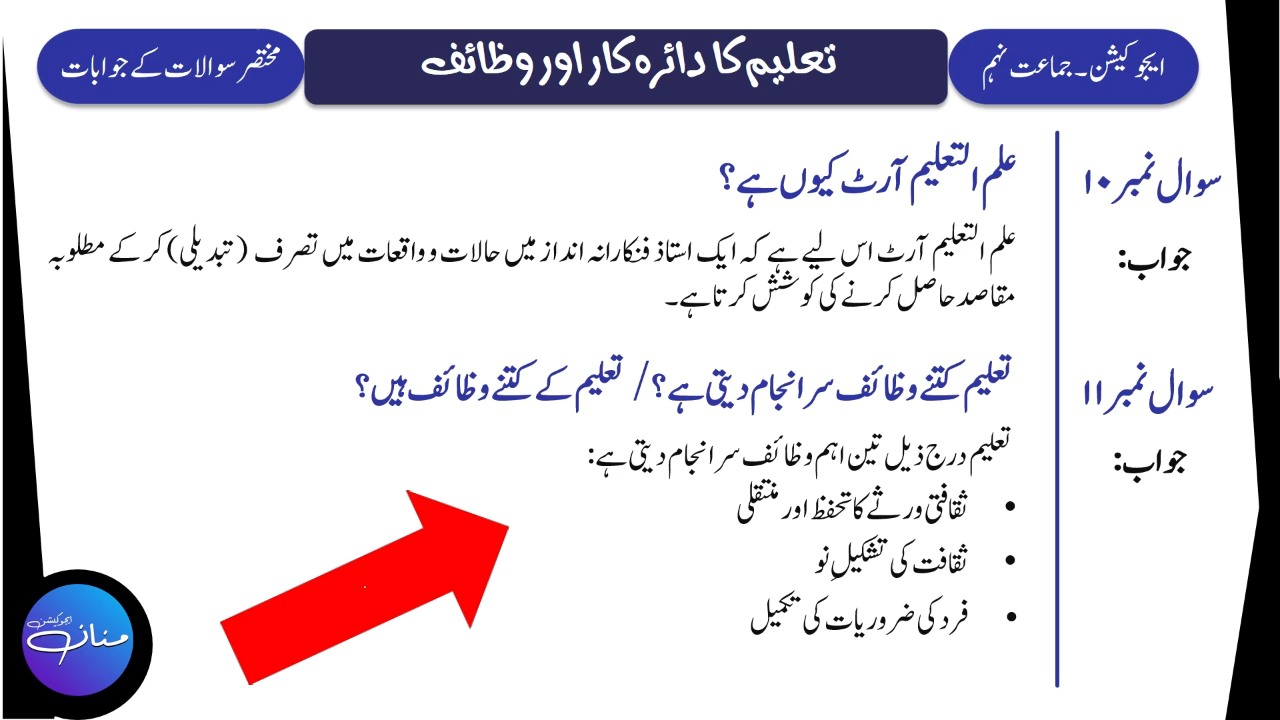 ایجوکیشن۔جماعت نہم
تعلیم کا دائرہ کار اور وظائف
مختصر سوالات کے جوابات
سوال نمبر ۱۰
علم التعلیم آرٹ کیوں ہے؟
جواب:
علم التعلیم آرٹ اس لیے ہے کہ ایک استاذ فنکارانہ انداز میں حالات و واقعات میں تصرف (تبدیلی) کر کے مطلوبہ
مقاصد حاصل کرنے کی کوشش کرتا ہے۔
سوال نمبر ۱۱
تعلیم کتنے وظائف سر انجام دیتی ہے؟ / تعلیم کے کتنے وظائف ہیں؟
جواب:
تعلیم درج ذیل تین اہم وظائف سر انجام دیتی ہے:
• ثقافتی ورثے کا تحفظ اور منتقلی
• ثقافت کی تشکیلِ نو
• فرد کی ضروریات کی تکمیل
ایجوکیشن
منان